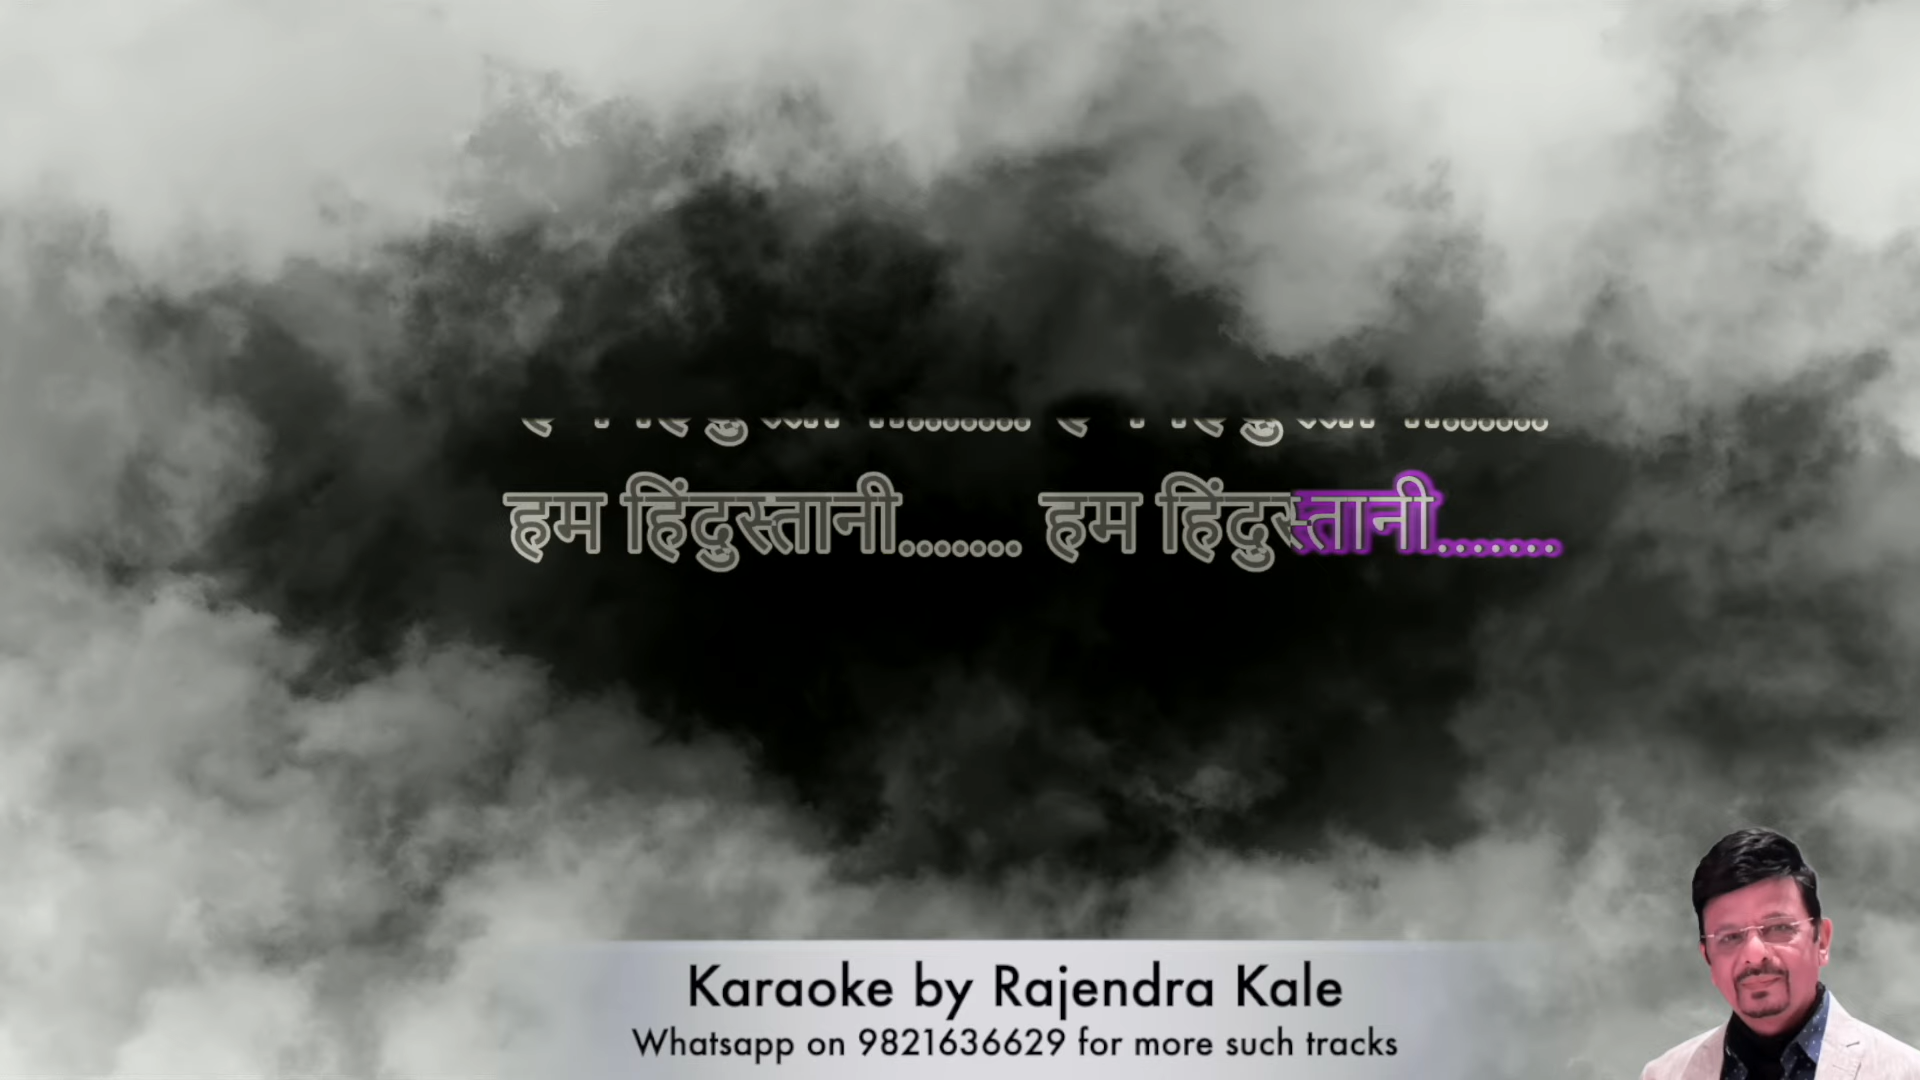 हम हिंदुस्तानी....... हम हिंदुस्तानी.......
Karaoke by Rajendra Kale
Whatsapp on 9821636629 for more such tracks